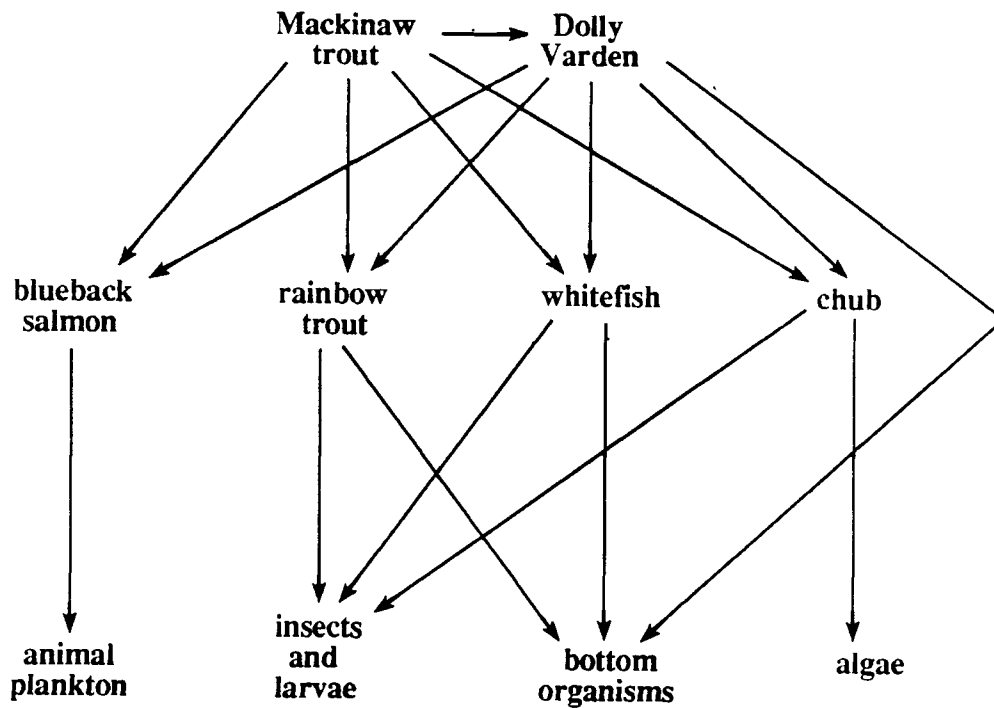 Mackinaw
trout
Dolly
Varden
blueback
salmon
rainbow
trout
whitefish
chub
animal
plankton
insects
and
larvae
bottom
organisms
algae